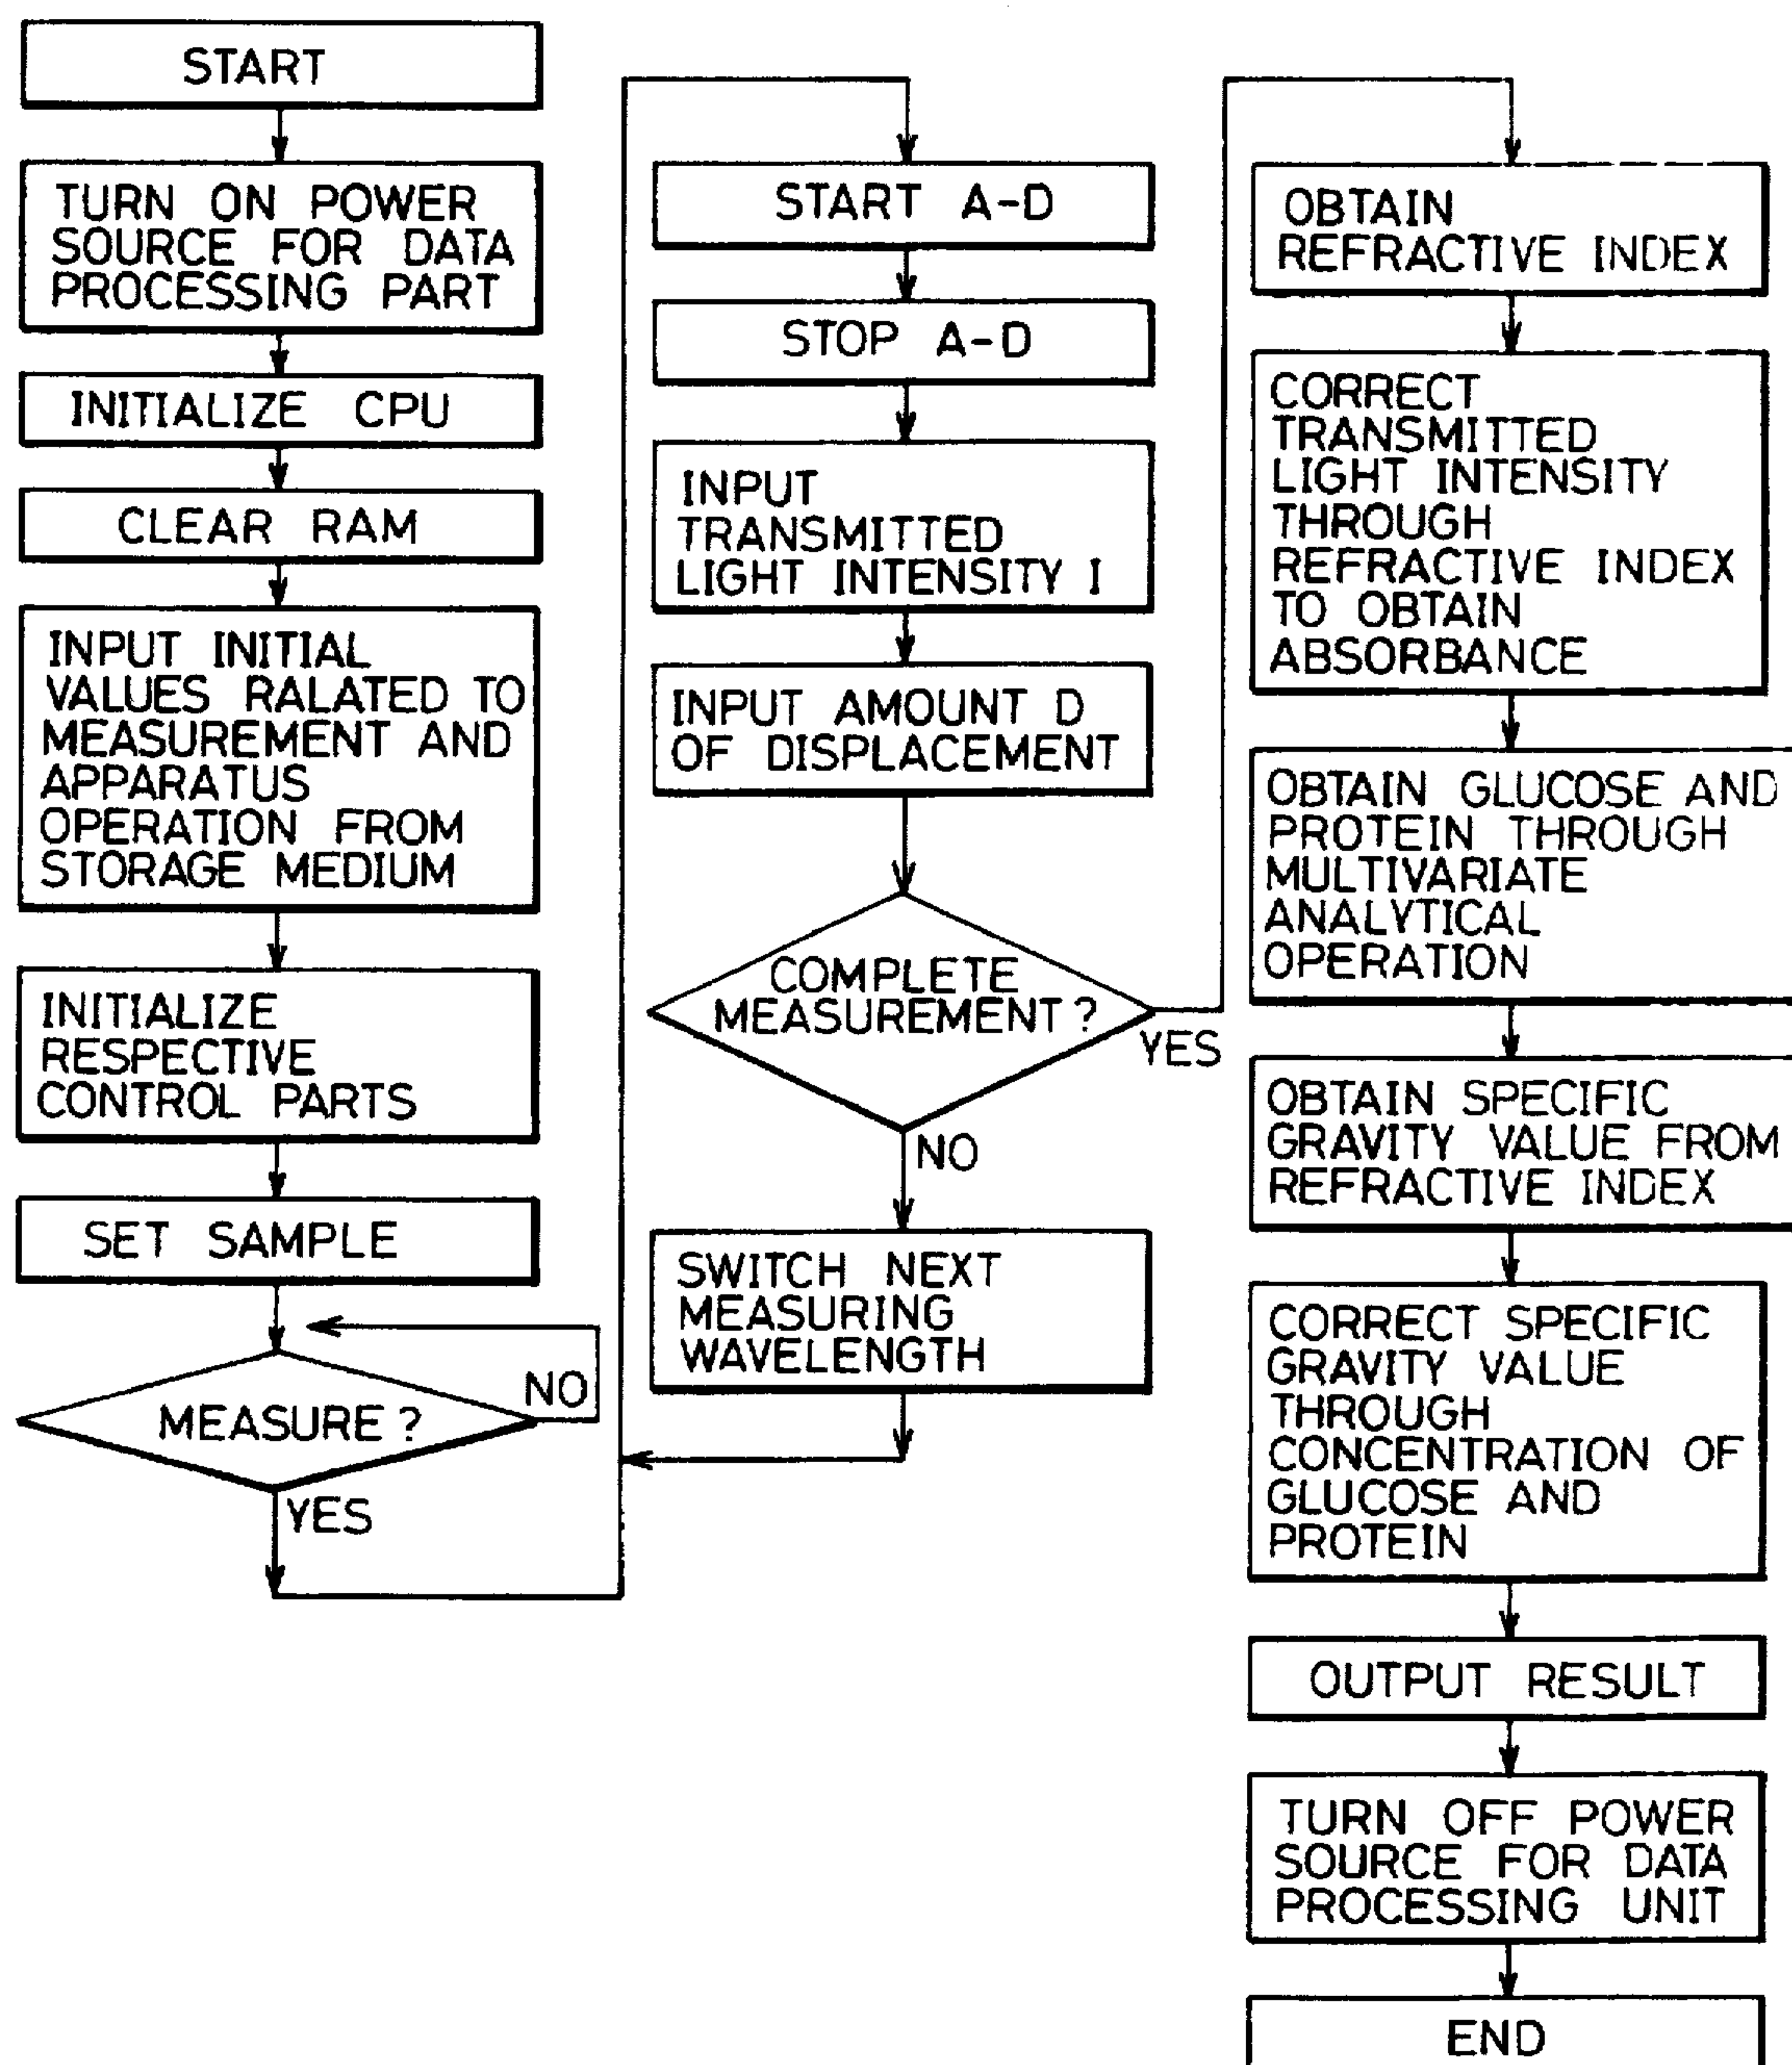 START
TURN ON POWER
SOURCE FOR DATA
PROCESSING PART
INITIALIZE CPU
CLEAR RAM
INPUT INITIAL
VALUES RALATED TO
MEASUREMENT AND
APPARATUS
OPERATION FROM
STORAGE MEDIUM
INITIALIZE
RESPECTIVE
CONTROL PARTS
SET SAMPLE
MEASURE ?
NO
YES
START A-D
STOP A-D
INPUT
TRANSMITTED
LIGHT INTENSITY I
INPUT AMOUNT D
OF DISPLACEMENT
COMPLETE
MEASUREMENT ?
YES
NO
SWITCH NEXT
MEASURING
WAVELENGTH
OBTAIN
REFRACTIVE INDEX
CORRECT
TRANSMITTED
LIGHT INTENSITY
THROUGH
REFRACTIVE INDEX
TO OBTAIN
ABSORBANCE
OBTAIN GLUCOSE AND
PROTEIN THROUGH
MULTIVARIATE
ANALYTICAL
OPERATION
OBTAIN SPECIFIC
GRAVITY VALUE FROM
REFRACTIVE INDEX
CORRECT SPECIFIC
GRAVITY VALUE
THROUGH
CONCENTRATION OF
GLUCOSE AND
PROTEIN
OUTPUT RESULT
TURN OFF POWER
SOURCE FOR DATA
PROCESSING UNIT
END